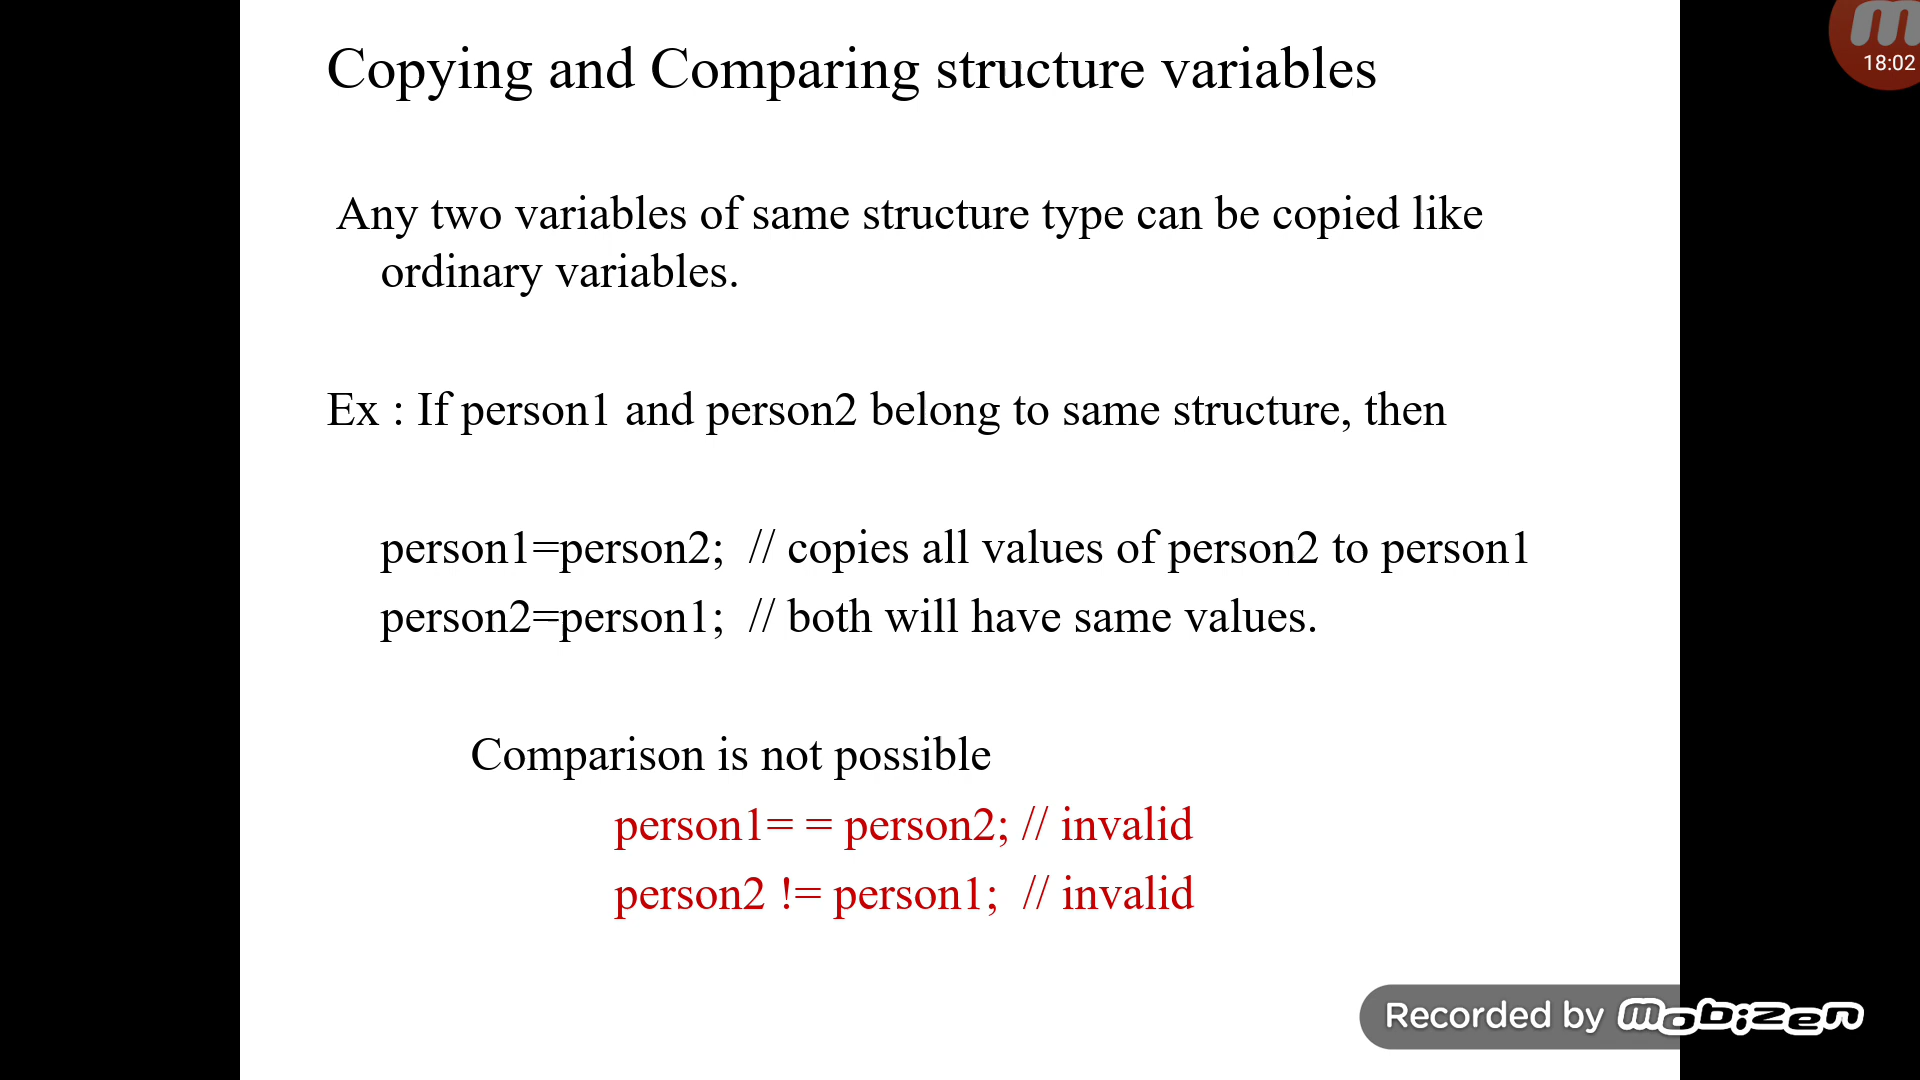 Copying and Comparing structure variables
18:02
Any two variables of same structure type can be copied like
ordinary variables.
Ex : If person1 and person2 belong to same structure, then
person1=person2; // copies all values of person2 to person1
person2=person1; // both will have same values.
Comparison is not possible
person1= = person2; // invalid
person2 != person1; // invalid
Recorded by mobizen